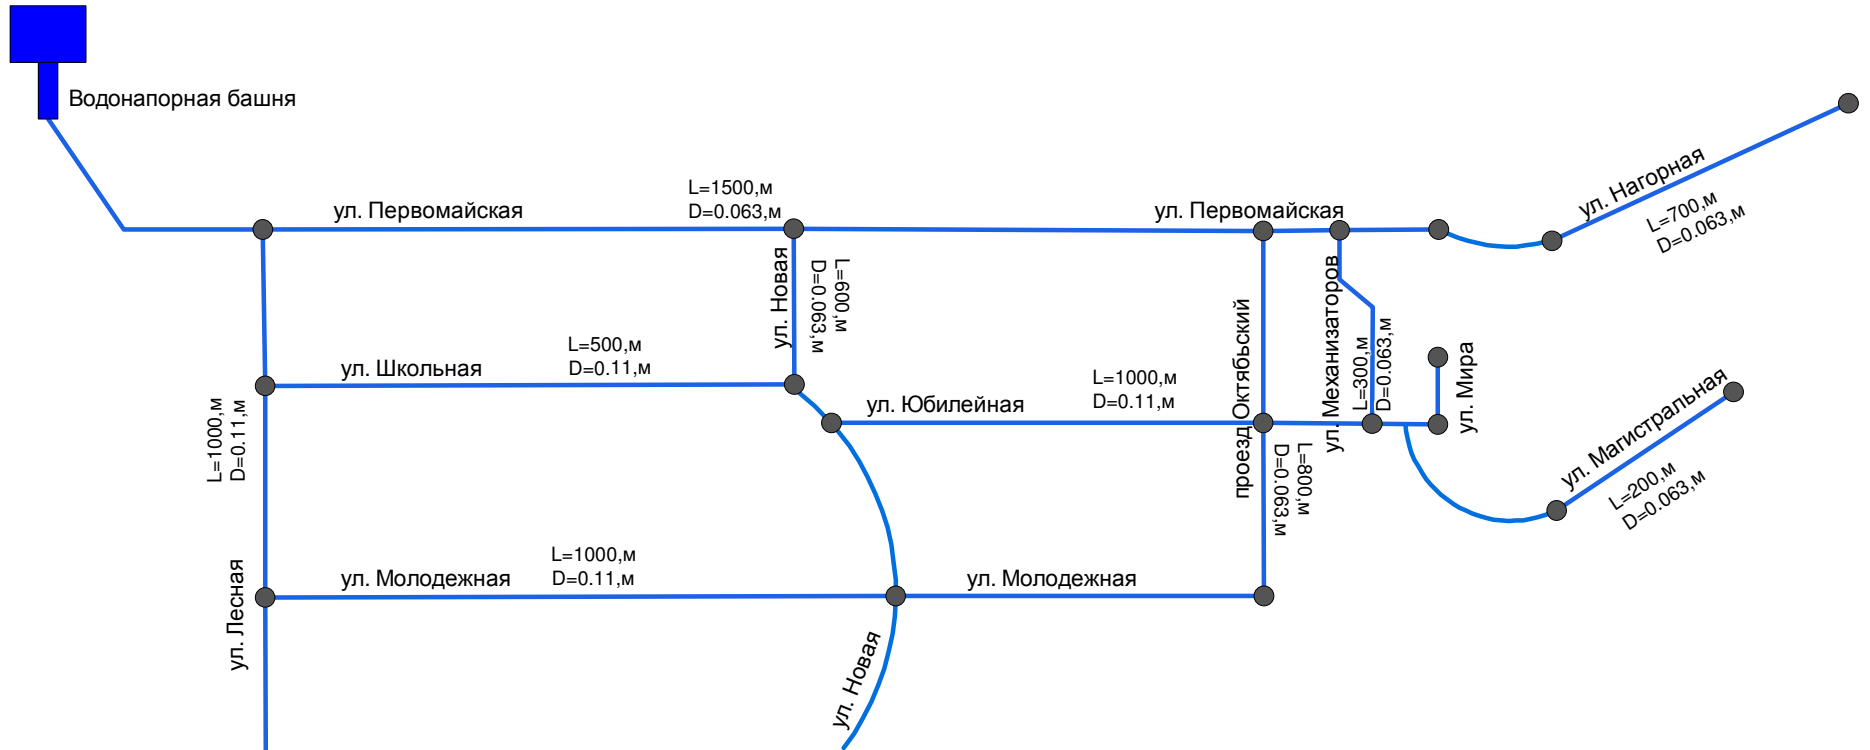 Водонапорная башня
ул. Первомайская
L=1500,м
D=0.063,м
ул. Первомайская
ул. Нагорная
L=700,м
D=0.063,м
ул. Новая
L=600,м
D=0.063,м
ул. Школьная
L=500,м
D=0.11,м
ул. Юбилейная
L=1000,м
D=0.11,м
проезд Октябьский
L=800,м
D=0.063,м
ул. Механизаторов
L=300,м
D=0.063,м
ул. Мира
ул. Магистральная
L=200,м
D=0.063,м
L=1000,м
D=0.11,м
ул. Лесная
ул. Молодежная
L=1000,м
D=0.11,м
ул. Молодежная
ул. Новая